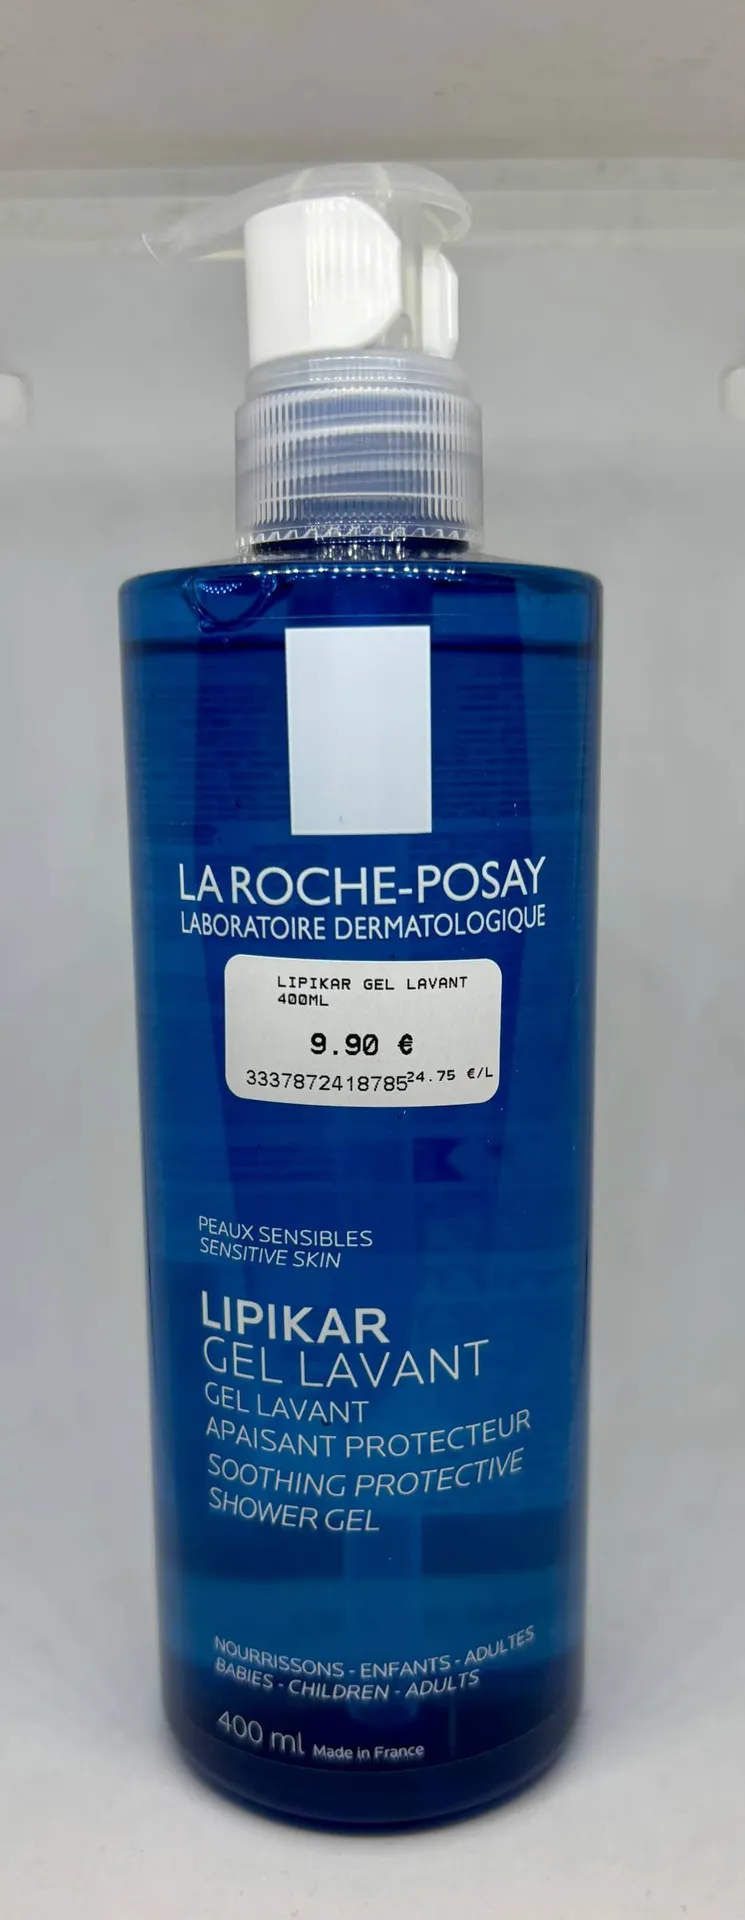 LA ROCHE-POSAY
LABORATOIRE DERMATOLOGIQUE
LIPIKAR GEL LAVANT
400ML
9.90 €
3337872418785 24.75 €/L
PEAUX SENSIBLES
SENSITIVE SKIN
LIPIKAR
GEL LAVANT
GEL LAVANT
APAISANT PROTECTEUR
SOOTHING PROTECTIVE
SHOWER GEL
NOURRISSONS - ENFANTS - ADULTES
BABIES - CHILDREN - ADULTS
400 ml Made in France